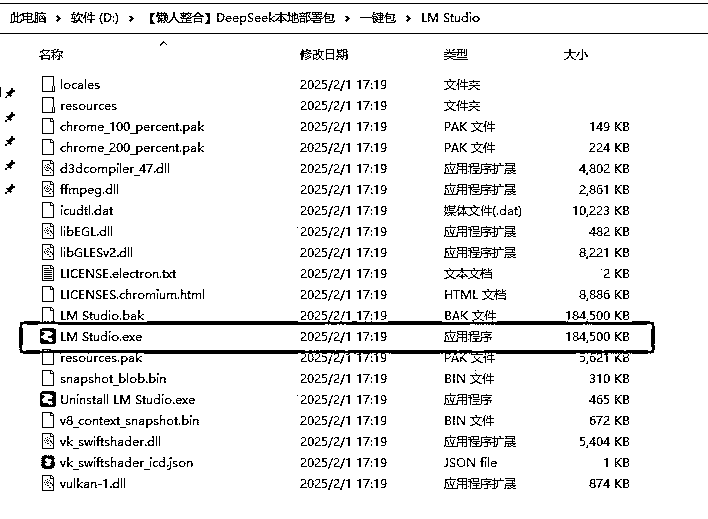 此电脑 > 软件 (D:) > 【懒人整合】DeepSeek本地部署包 > 一键包 > LM Studio
名称 修改日期 类型 大小
locales 2025/2/1 17:19 文件夹
resources 2025/2/1 17:19 文件夹
chrome_100_percent.pak 2025/2/1 17:19 PAK 文件 149 KB
chrome_200_percent.pak 2025/2/1 17:19 PAK 文件 224 KB
d3dcompiler_47.dll 2025/2/1 17:19 应用程序扩展 4,802 KB
ffmpeg.dll 2025/2/1 17:19 应用程序扩展 2,861 KB
icudtl.dat 2025/2/1 17:19 媒体文件(.dat) 10,223 KB
libEGL.dll 2025/2/1 17:19 应用程序扩展 482 KB
libGLESv2.dll 2025/2/1 17:19 应用程序扩展 8,221 KB
LICENSE.electron.txt 2025/2/1 17:19 文本文档 2 KB
LICENSES.chromium.html 2025/2/1 17:19 HTML 文档 8,886 KB
LM Studio.bak 2025/2/1 17:19 BAK 文件 184,500 KB
LM Studio.exe 2025/2/1 17:19 应用程序 184,500 KB
resources.pak 2025/2/1 17:19 PAK 文件 5,621 KB
snapshot_blob.bin 2025/2/1 17:19 BIN 文件 310 KB
Uninstall LM Studio.exe 2025/2/1 17:19 应用程序 465 KB
v8_context_snapshot.bin 2025/2/1 17:19 BIN 文件 672 KB
vk_swiftshader.dll 2025/2/1 17:19 应用程序扩展 5,404 KB
vk_swiftshader_icd.json 2025/2/1 17:19 JSON file 1 KB
vulkan-1.dll 2025/2/1 17:19 应用程序扩展 874 KB